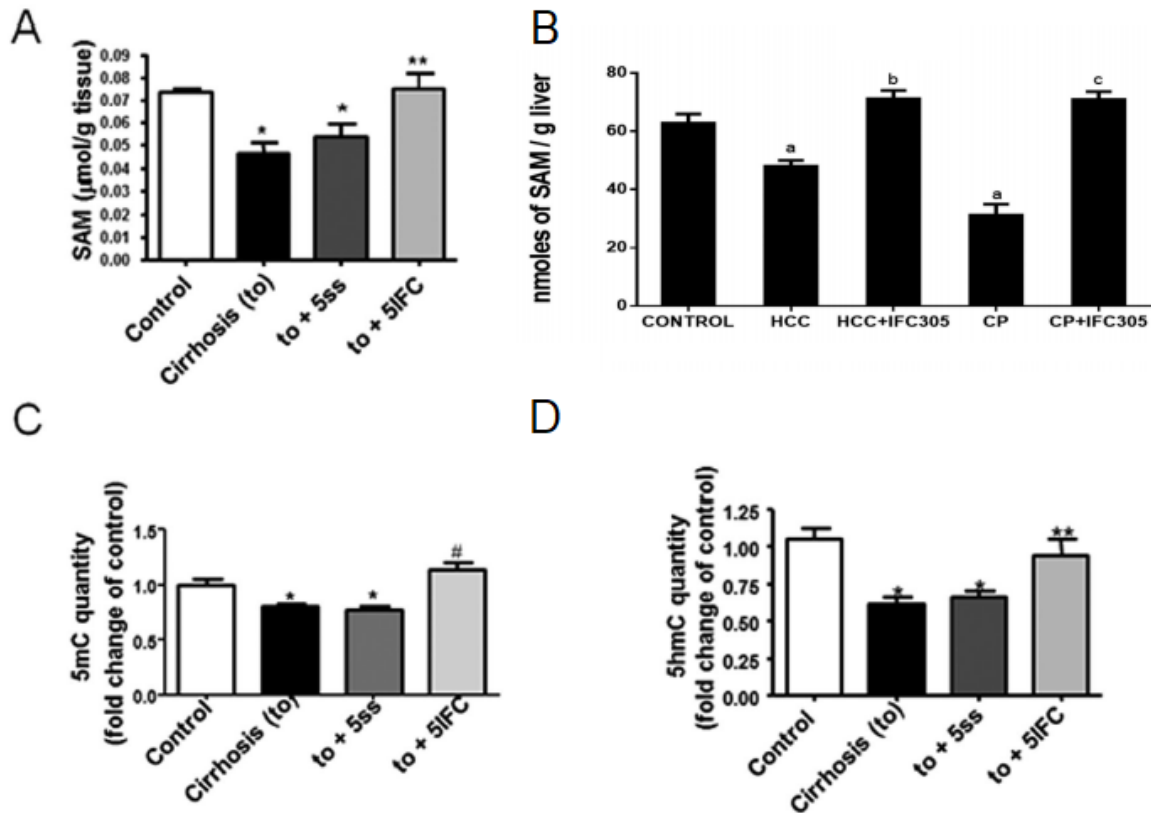 A
SAM (μmol/g tissue)
0.09
0.08
0.07
0.06
0.05
0.04
0.03
0.02
0.01
0.00
*
*
**
Control
Cirrhosis (to)
to + 5ss
to + 5IFC
B
nmoles of SAM / g liver
80
60
40
20
0
a
b
a
c
CONTROL
HCC
HCC+IFC305
CP
CP+IFC305
C
5mC quantity
(fold change of control)
1.5
1.0
0.5
0.0
*
*
#
Control
Cirrhosis (to)
to + 5ss
to + 5IFC
D
5hmC quantity
(fold change of control)
1.25
1.00
0.75
0.50
0.25
0.00
*
*
**
Control
Cirrhosis (to)
to + 5ss
to + 5IFC